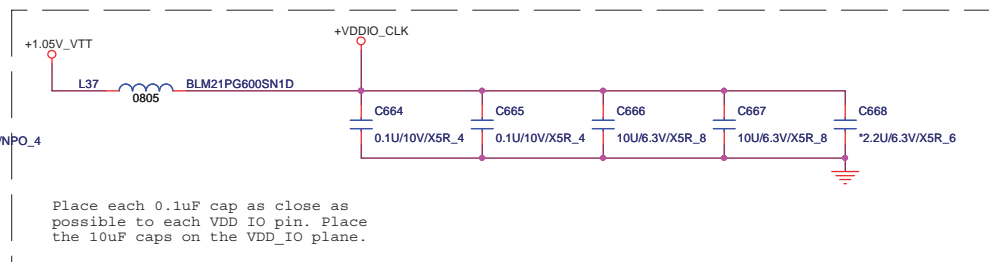 +VDDIO_CLK
+1.05V_VTT
L37
BLM21PG600SN1D
0805
C664
C665
C666
C667
C668
0.1U/10V/X5R_4
0.1U/10V/X5R_4
10U/6.3V/X5R_8
10U/6.3V/X5R_8
*2.2U/6.3V/X5R_6
/NPO_4
Place each 0.1uF cap as close as
possible to each VDD IO pin. Place
the 10uF caps on the VDD_IO plane.